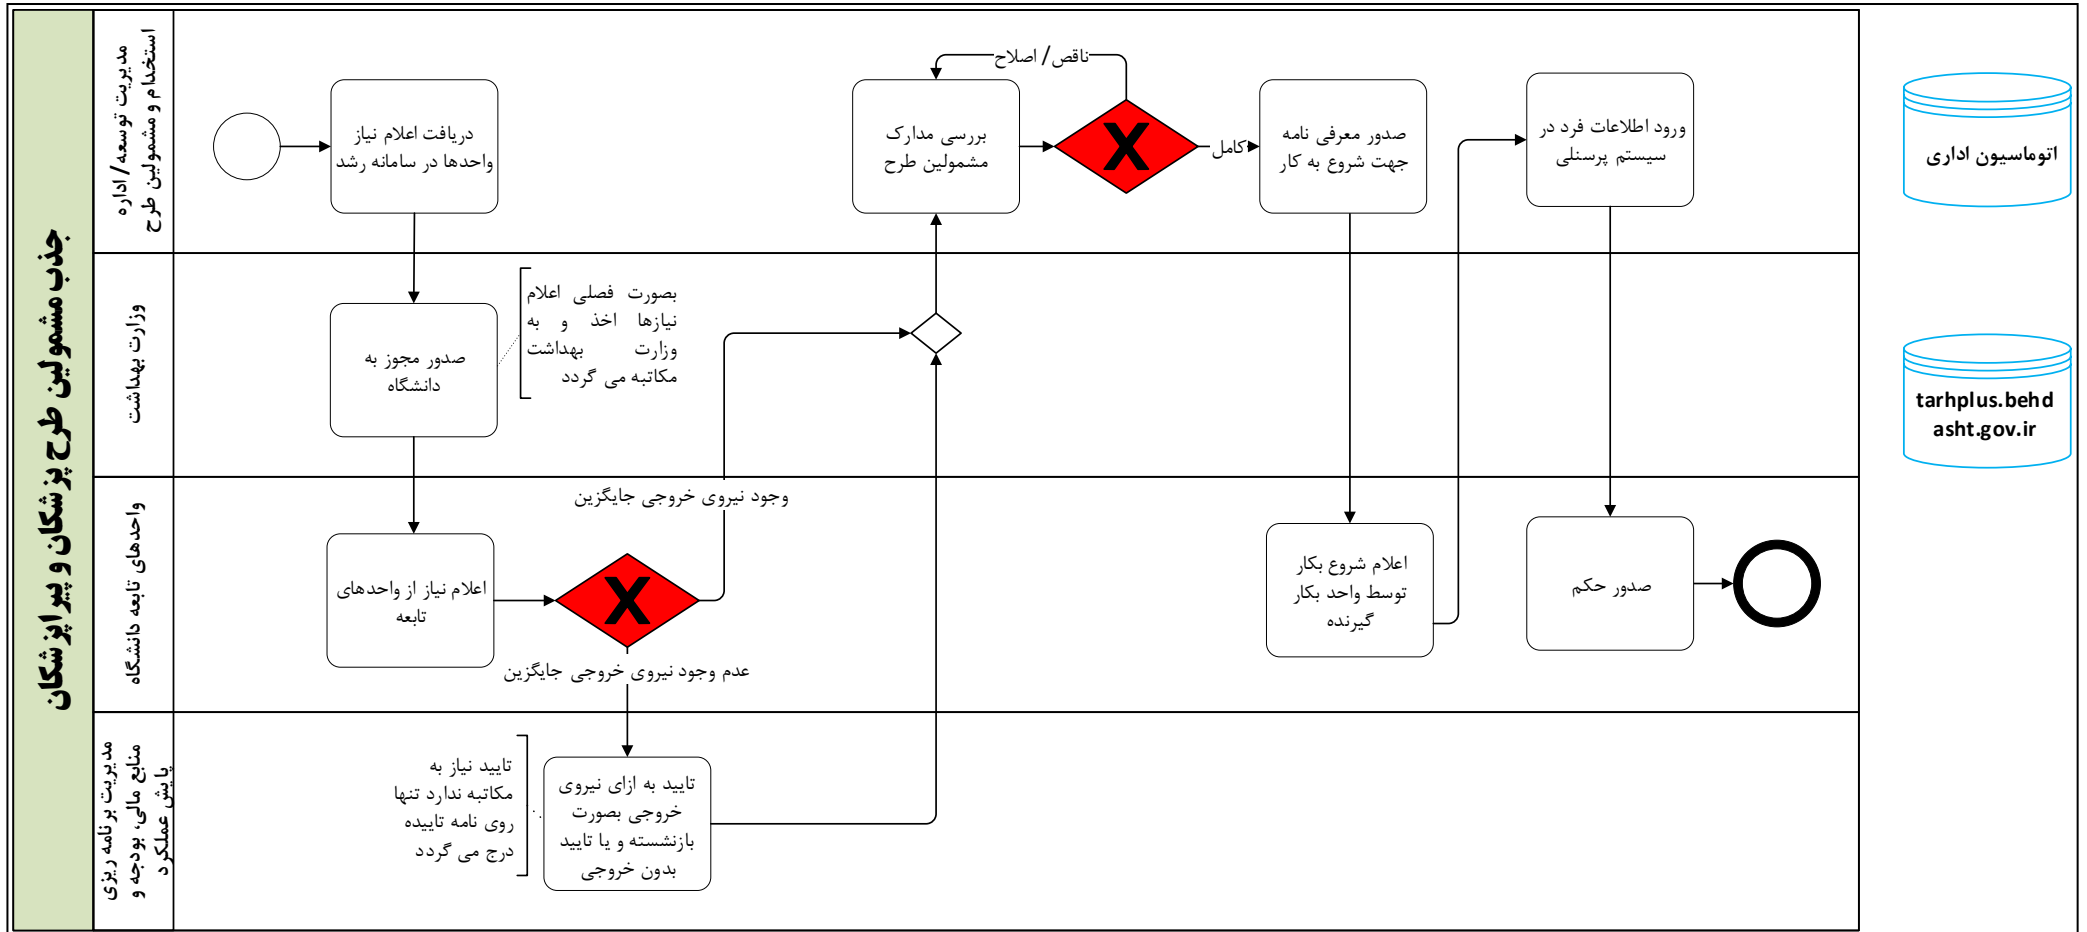 جذب مشمولین طرح پزشکان و پیراپزشکان
مدیریت توسعه/ اداره
استخدام و مشمولین طرح
دریافت اعلام نیاز
واحدها در سامانه رشد
بررسی مدارک
مشمولین طرح
ناقص/ اصلاح
X
کامل
صدور معرفی نامه
جهت شروع به کار
ورود اطلاعات فرد در
سیستم پرسنلی
وزارت بهداشت
صدور مجوز به
دانشگاه
بصورت فصلی اعلام
نیازها اخذ و به
وزارت بهداشت
مکاتبه می گردد
واحدهای تابعه دانشگاه
اعلام نیاز از واحدهای
تابعه
X
وجود نیروی خروجی جایگزین
عدم وجود نیروی خروجی جایگزین
اعلام شروع بکار
توسط واحد بکار
گیرنده
صدور حکم
مدیریت برنامه ریزی
منابع مالی، بودجه و
پایش عملکرد
تایید نیاز به
مکاتبه ندارد تنها
روی نامه تاییده
درج می گردد
تایید به ازای نیروی
خروجی بصورت
بازنشسته و یا تایید
بدون خروجی
اتوماسیون اداری
tarhplus.behd
asht.gov.ir